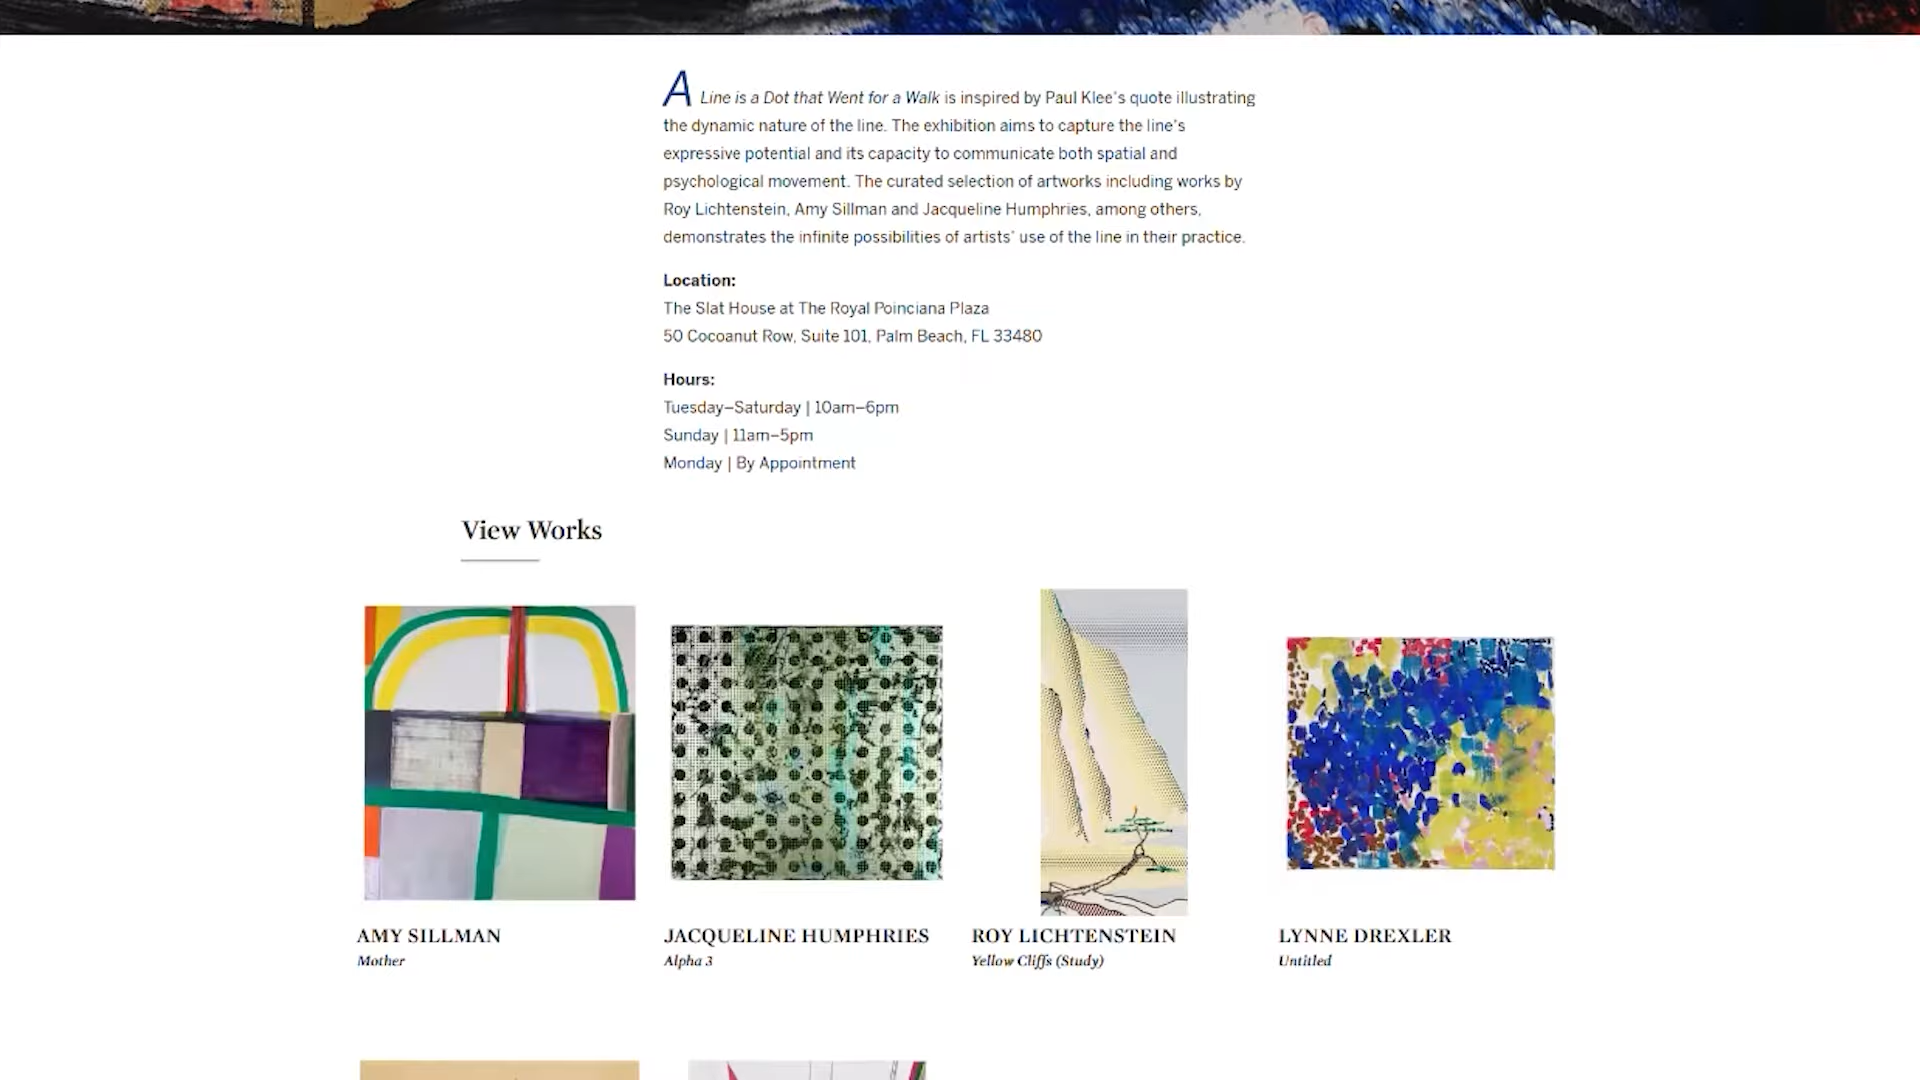 A Line is a Dot that Went for a Walk is inspired by Paul Klee's quote illustrating
the dynamic nature of the line. The exhibition aims to capture the line's
expressive potential and its capacity to communicate both spatial and
psychological movement. The curated selection of artworks including works by
Roy Lichtenstein, Amy Sillman and Jacqueline Humphries, among others,
demonstrates the infinite possibilities of artists' use of the line in their practice.
Location:
The Slat House at The Royal Poinciana Plaza
50 Cocoanut Row, Suite 101, Palm Beach, FL 33480
Hours:
Tuesday–Saturday | 10am–6pm
Sunday | 11am–5pm
Monday | By Appointment
View Works
AMY SILLMAN
Mother
JACQUELINE HUMPHRIES
Alpha 3
ROY LICHTENSTEIN
Yellow Cliffs (Study)
LYNNE DREXLER
Untitled